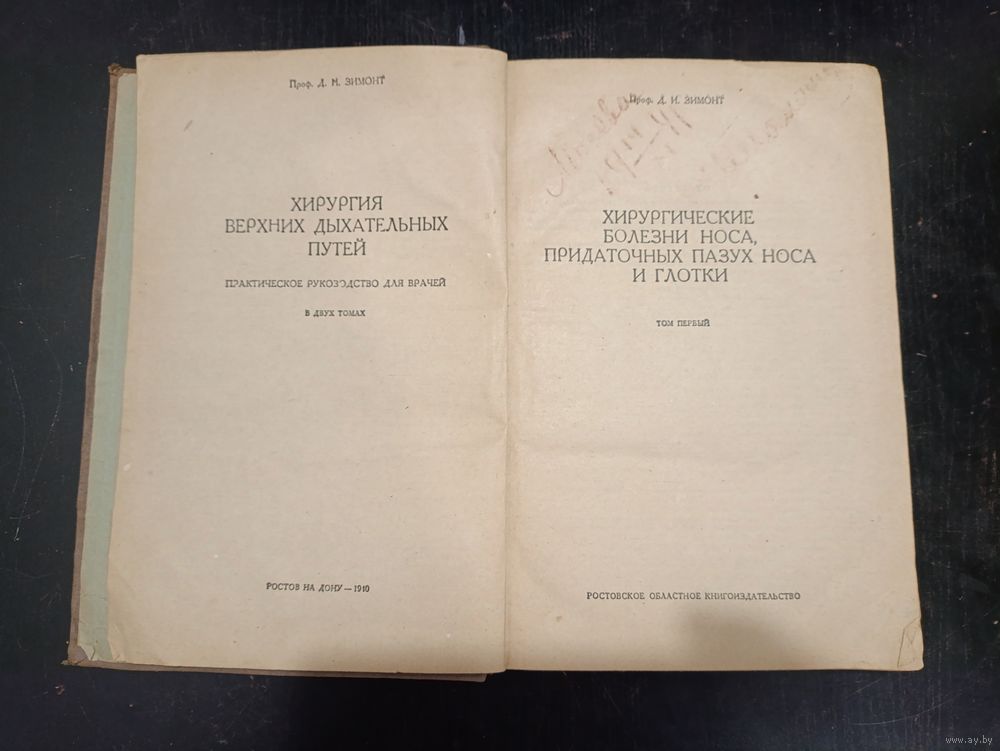 Проф. Д. И. ЗИМОНТ
ХИРУРГИЯ
ВЕРХНИХ ДЫХАТЕЛЬНЫХ
ПУТЕЙ
ПРАКТИЧЕСКОЕ РУКОВОДСТВО ДЛЯ ВРАЧЕЙ
В ДВУХ ТОМАХ
РОСТОВ НА ДОНУ — 1940
Проф. Д. И. ЗИМОНТ
ХИРУРГИЧЕСКИЕ
БОЛЕЗНИ НОСА,
ПРИДАТОЧНЫХ ПАЗУХ НОСА
И ГЛОТКИ
ТОМ ПЕРВЫЙ
РОСТОВСКОЕ ОБЛАСТНОЕ КНИГОИЗДАТЕЛЬСТВО
www.ay.by